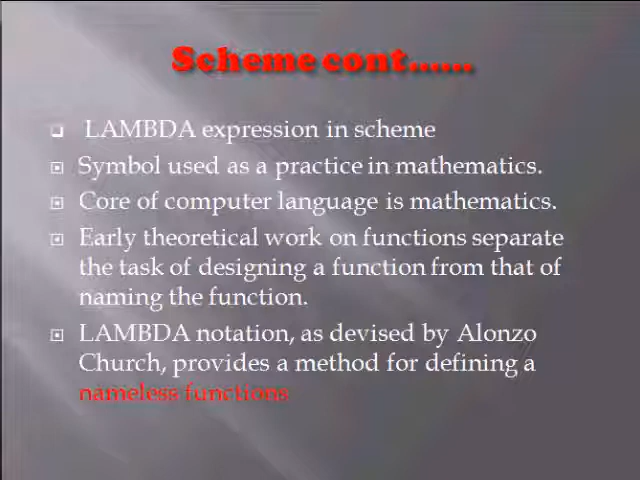 Scheme cont......
LAMBDA expression in scheme
Symbol used as a practice in mathematics.
Core of computer language is mathematics.
Early theoretical work on functions separate
the task of designing a function from that of
naming the function.
LAMBDA notation, as devised by Alonzo
Church, provides a method for defining a
nameless functions